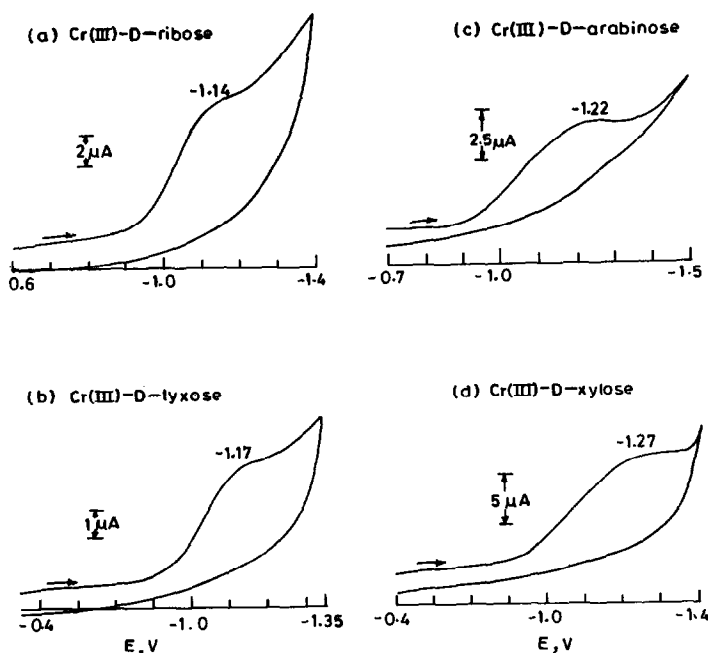 (a) Cr(III)-D-ribose
-1.14
2μA
0.6 -1.0 -1.4
(c) Cr(III)-D-arabinose
-1.22
2.5μA
-0.7 -1.0 -1.5
(b) Cr(III)-D-lyxose
-1.17
1μA
-0.4 -1.0 -1.35
E,V
(d) Cr(III)-D-xylose
-1.27
5μA
-0.4 -1.0 -1.4
E,V